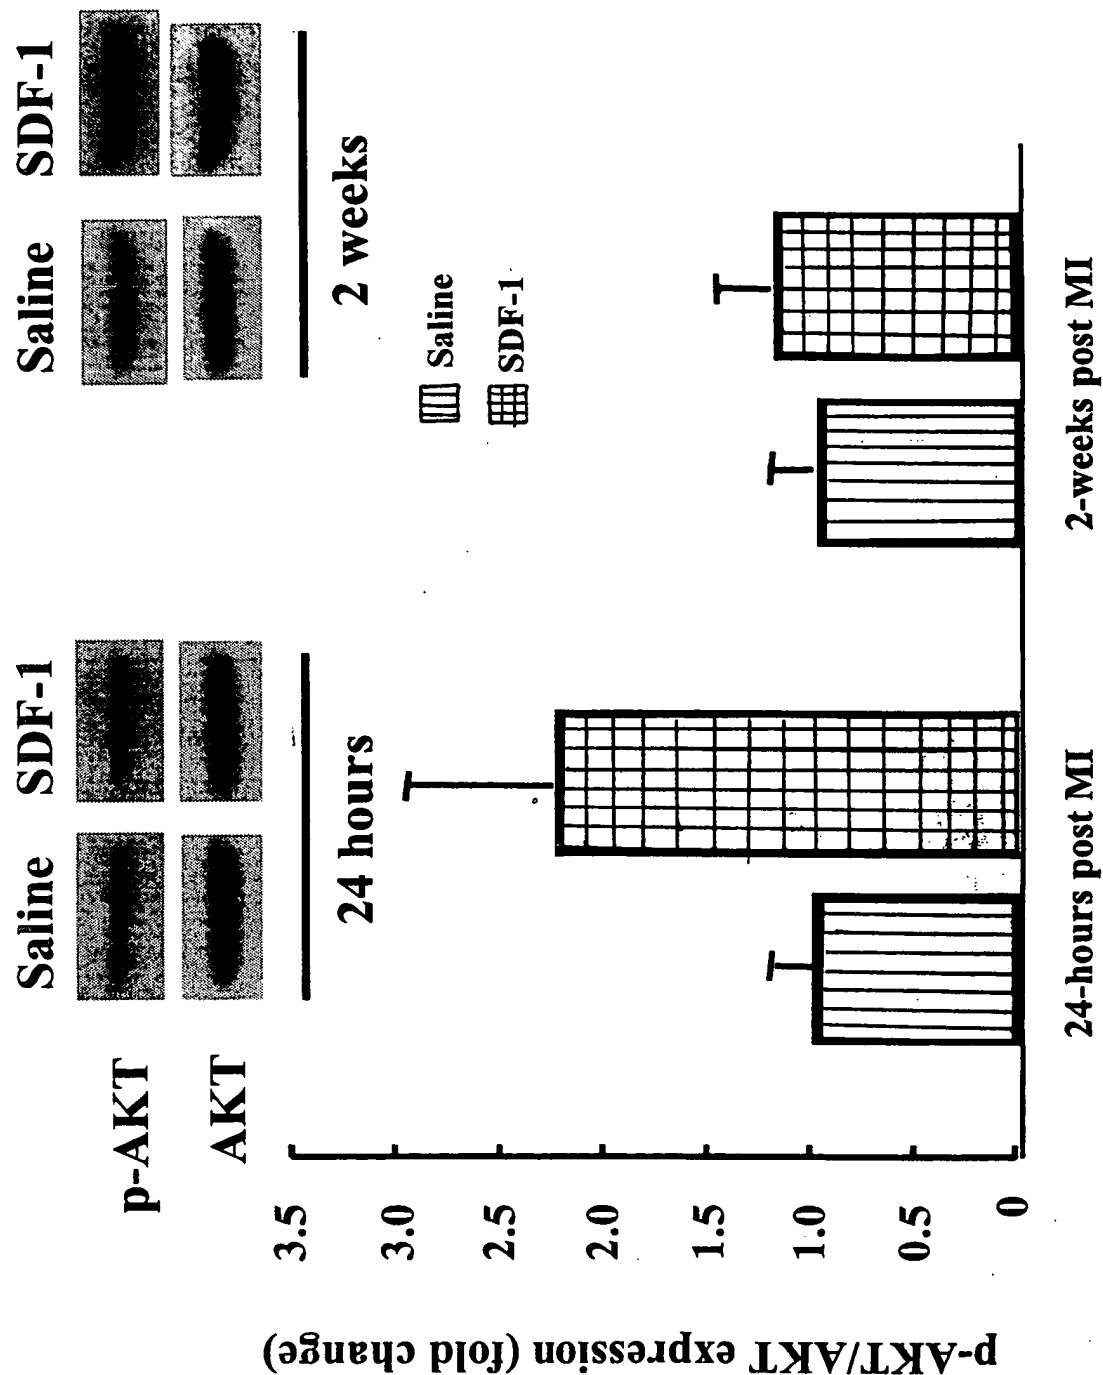 Saline SDF-1 Saline SDF-1
p-AKT
AKT
24 hours 2 weeks
Saline
SDF-1
p-AKT/AKT expression (fold change)
3.5
3.0
2.5
2.0
1.5
1.0
0.5
0
24-hours post MI 2-weeks post MI